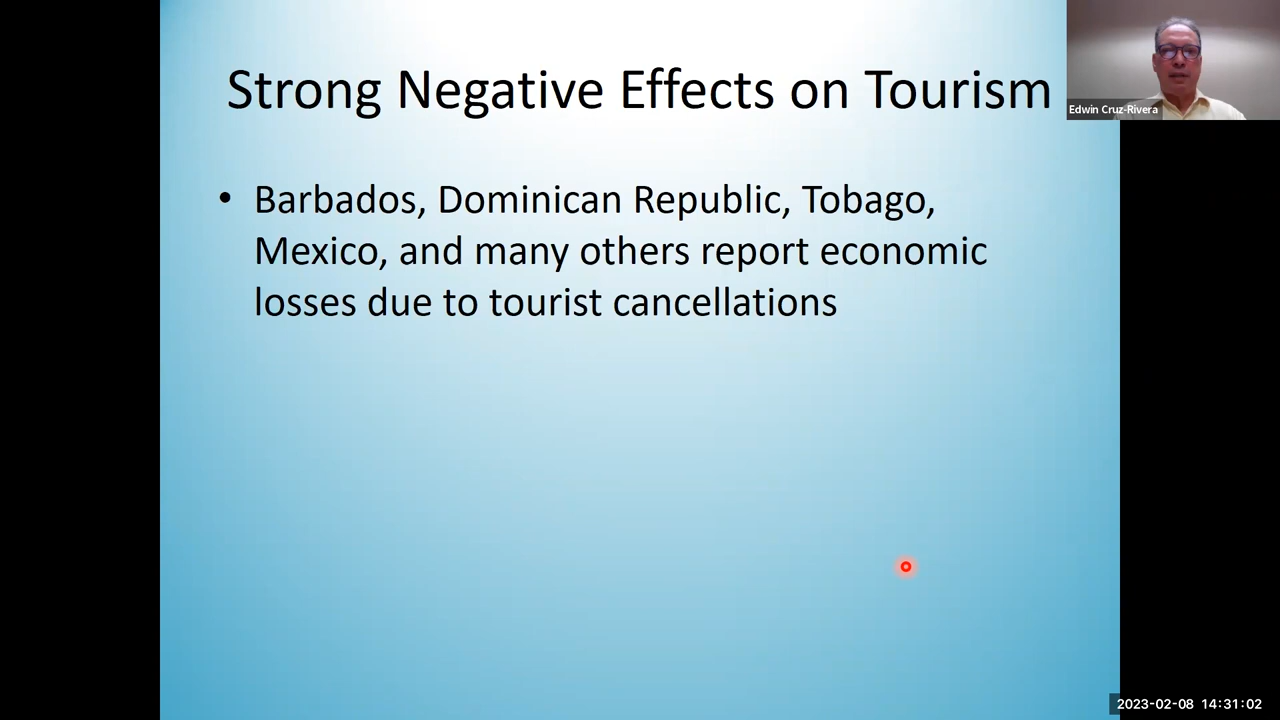 Strong Negative Effects on Tourism
Edwin Cruz-Rivera
• Barbados, Dominican Republic, Tobago,
Mexico, and many others report economic
losses due to tourist cancellations
2023-02-08 14:31:02